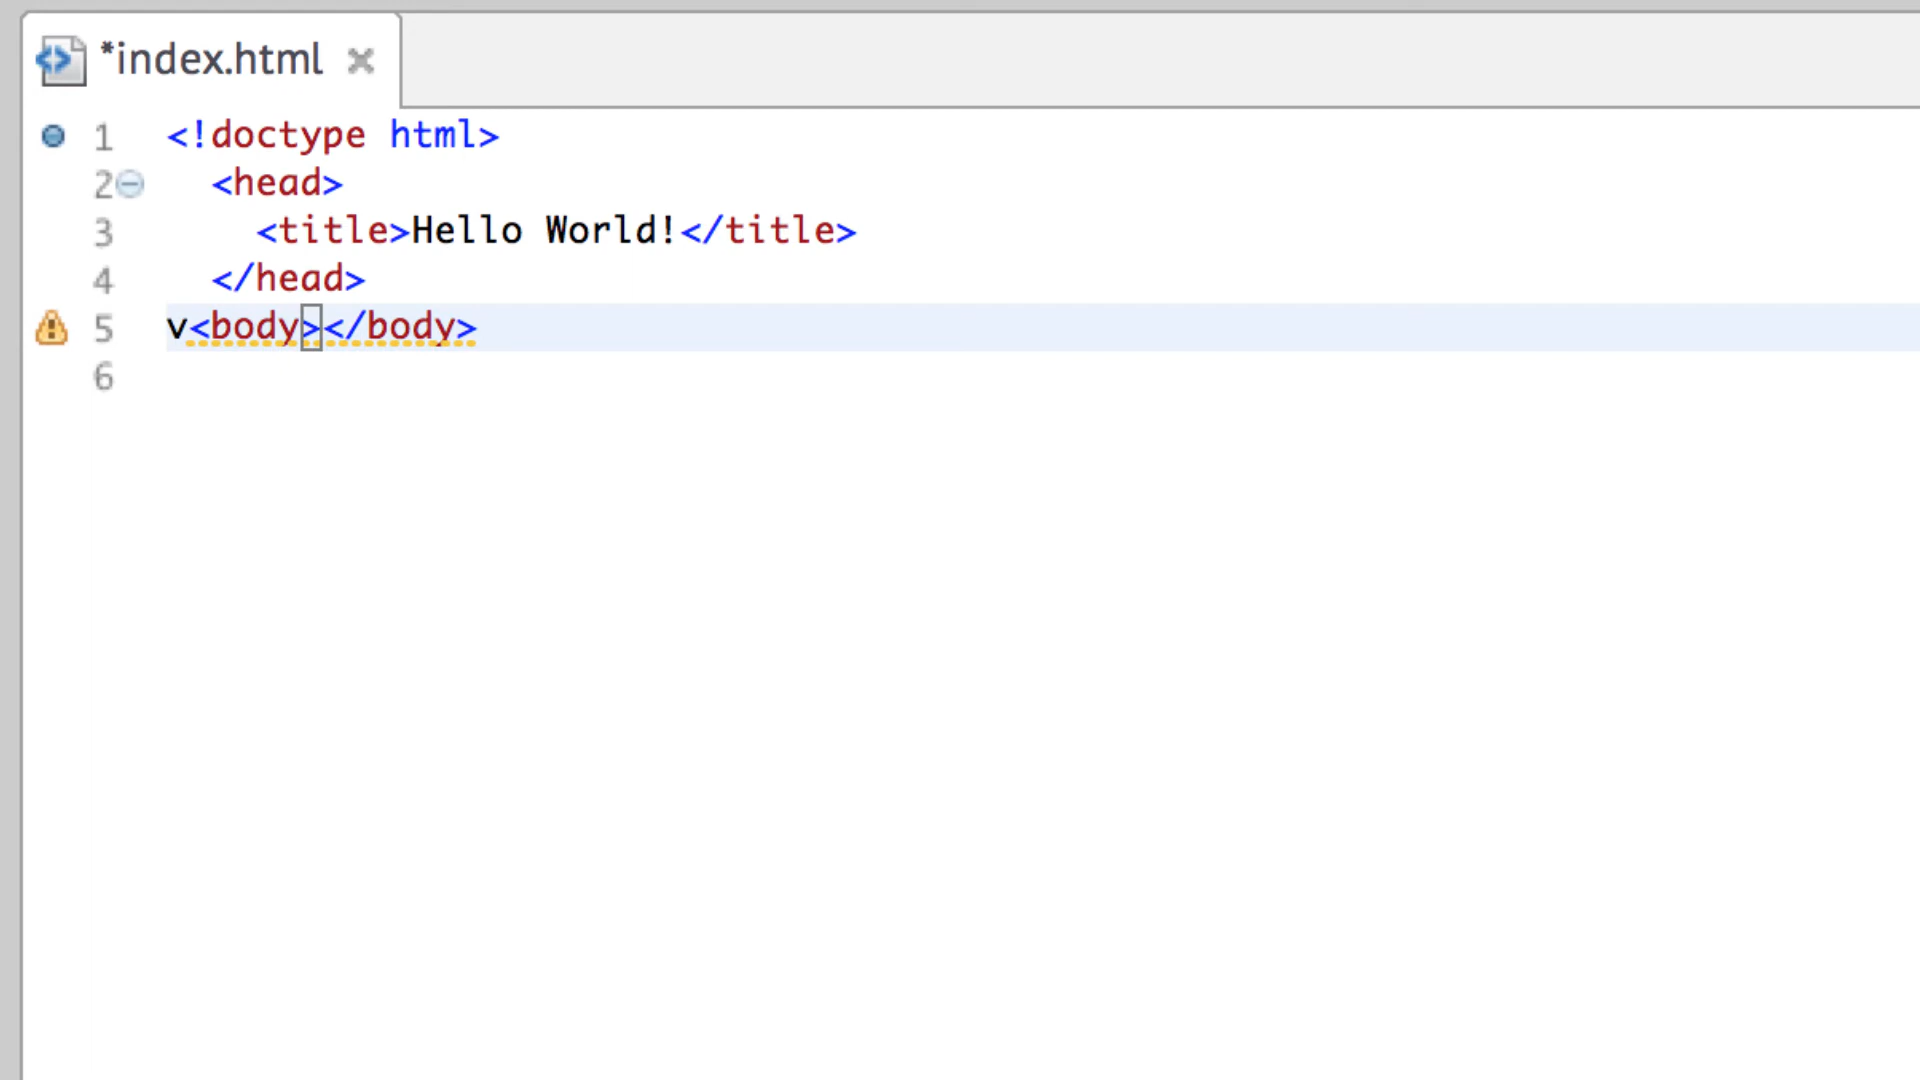 *index.html
1 <!doctype html>
2 <head>
3 <title>Hello World!</title>
4 </head>
5 v<body></body>
6